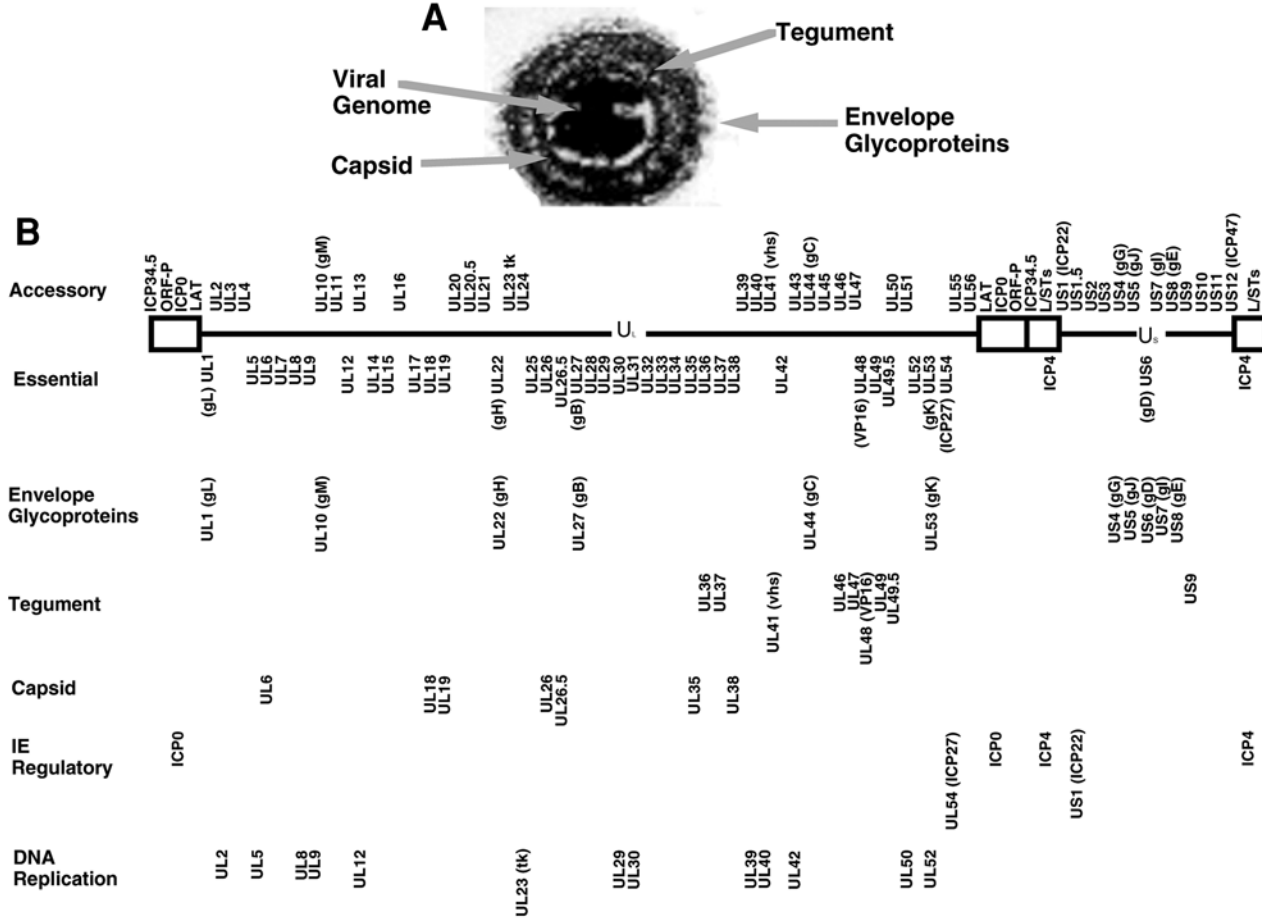 A
Tegument
Viral
Genome
Envelope
Glycoproteins
Capsid
B
Accessory
ICP34.5
ORF-P
ICP0
LAT
UL2
UL3
UL4
UL10 (gM)
UL11
UL13
UL16
UL20
UL20.5
UL21
UL23 tk
UL24
UL39
UL40
UL41 (vhs)
UL43
UL44 (gC)
UL45
UL46
UL47
UL50
UL51
UL55
UL56
LAT
ICP0
ORF-P
ICP34.5
L/STs
US1 (ICP22)
US1.5
US2
US3
US4 (gG)
US5 (gJ)
US7 (gI)
US8 (gE)
US9
US10
US11
US12 (ICP47)
L/STs
UL
US
Essential
(gL) UL1
UL5
UL6
UL7
UL8
UL9
UL12
UL14
UL15
UL17
UL18
UL19
(gH) UL22
UL25
UL26
UL26.5
(gB) UL27
UL28
UL29
UL30
UL31
UL32
UL33
UL34
UL35
UL36
UL37
UL38
UL42
(VP16) UL48
UL49
UL49.5
UL52
(gK) UL53
(ICP27) UL54
ICP4
(gD) US6
ICP4
Envelope
Glycoproteins
UL1 (gL)
UL10 (gM)
UL22 (gH)
UL27 (gB)
UL44 (gC)
UL53 (gK)
US4 (gG)
US5 (gJ)
US6 (gD)
US7 (gI)
US8 (gE)
Tegument
UL36
UL37
UL41 (vhs)
UL46
UL47
UL48 (VP16)
UL49
UL49.5
US9
Capsid
UL6
UL18
UL19
UL26
UL26.5
UL35
UL38
IE
Regulatory
ICP0
UL54 (ICP27)
ICP0
ICP4
US1 (ICP22)
ICP4
DNA
Replication
UL2
UL5
UL8
UL9
UL12
UL23 (tk)
UL29
UL30
UL39
UL40
UL42
UL50
UL52